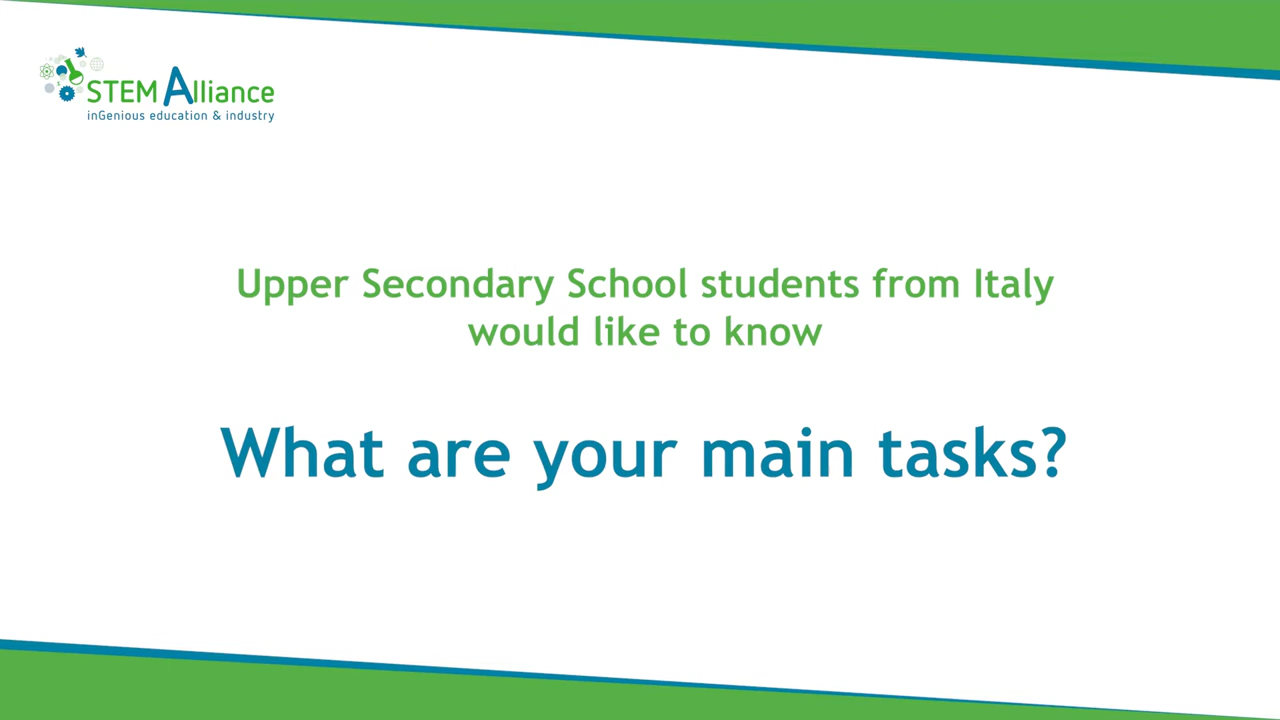 STEM Alliance
inGenious education & industry
Upper Secondary School students from Italy
would like to know
What are your main tasks?